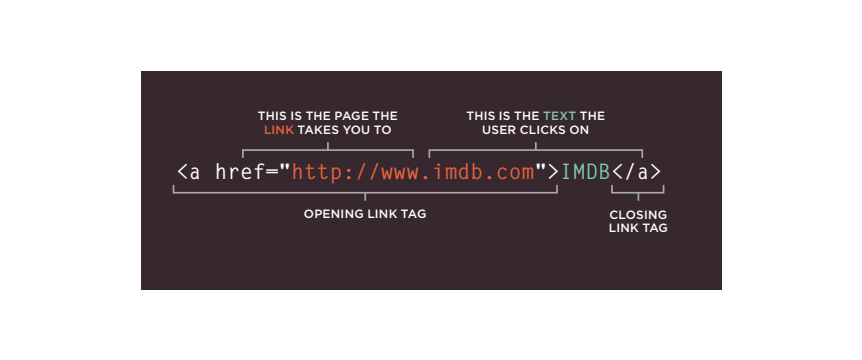 THIS IS THE PAGE THE
LINK TAKES YOU TO
THIS IS THE TEXT THE
USER CLICKS ON
<a href="http://www.imdb.com">IMDB</a>
OPENING LINK TAG
CLOSING
LINK TAG